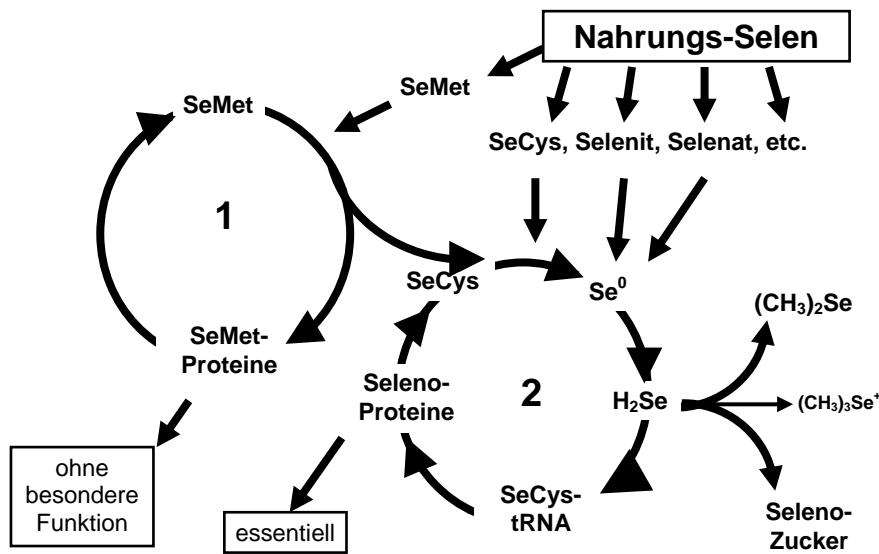 Nahrungs-Selen
SeMet
SeMet
SeCys, Selenit, Selenat, etc.
1
SeCys
Se⁰
(CH₃)₂Se
SeMet-
Proteine
Seleno-
Proteine
2
H₂Se
(CH₃)₃Se⁺
ohne
besondere
Funktion
essentiell
SeCys-
tRNA
Seleno-
Zucker